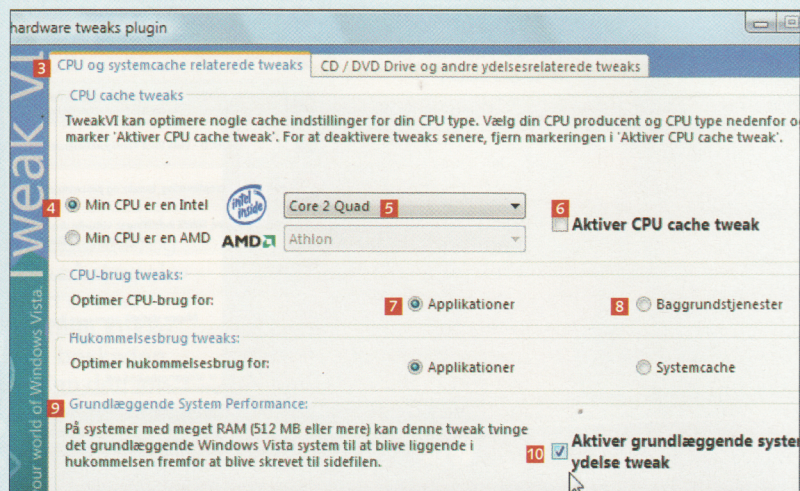 hardware tweaks plugin
3 CPU og systemcache relaterede tweaks
CD / DVD Drive og andre ydelsesrelaterede tweaks
CPU cache tweaks
TweakVI kan optimere nogle cache indstillinger for din CPU type. Vælg din CPU producent og CPU type nedenfor og
marker 'Aktiver CPU cache tweak'. For at deaktivere tweaks senere, fjern markeringen i 'Aktiver CPU cache tweak'.
4 Min CPU er en Intel
intel inside
Core 2 Quad 5
6 Aktiver CPU cache tweak
Min CPU er en AMD
AMD
Athlon
CPU-brug tweaks:
Optimer CPU-brug for:
7 Applikationer
8 Baggrundstjenester
Hukommelsesbrug tweaks:
Optimer hukommelsesbrug for:
Applikationer
Systemcache
9 Grundlæggende System Performance:
På systemer med meget RAM (512 MB eller mere) kan denne tweak tvinge
det grundlæggende Windows Vista system til at blive liggende i
hukommelsen fremfor at blive skrevet til sidefilen.
10 Aktiver grundlæggende system
ydelse tweak
Tweak VI
your world of Windows Vista.